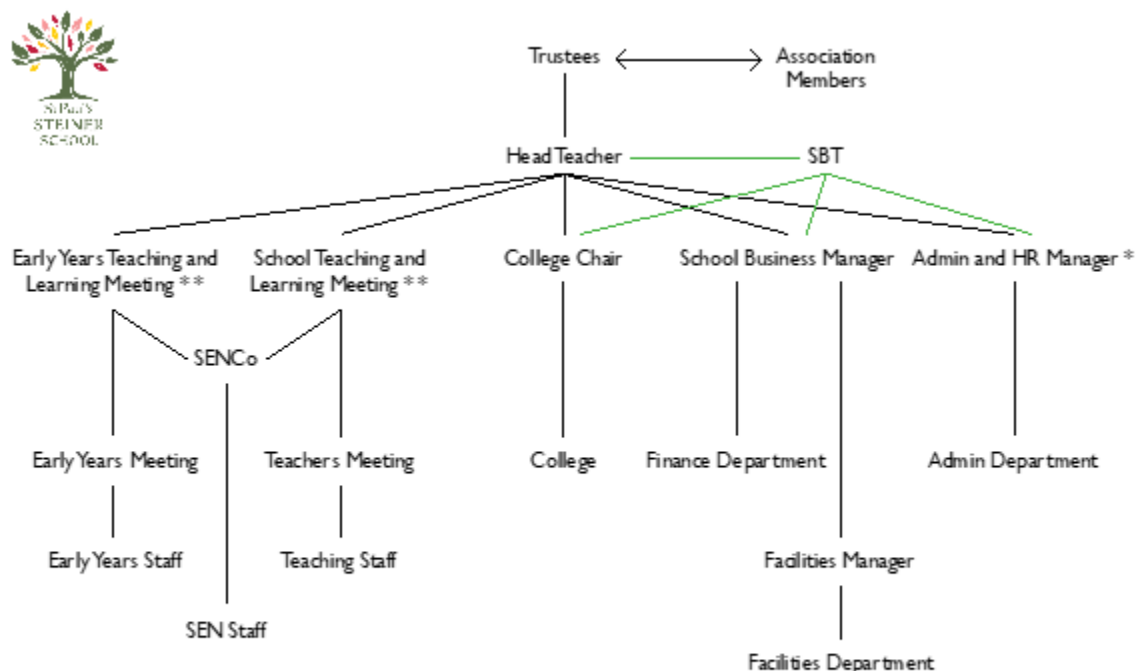 St Paul's
STEINER
SCHOOL
Trustees
Association
Members
Head Teacher
SBT
Early Years Teaching and
Learning Meeting **
School Teaching and
Learning Meeting **
College Chair
School Business Manager
Admin and HR Manager *
SENCo
Early Years Meeting
Teachers Meeting
College
Finance Department
Admin Department
Early Years Staff
Teaching Staff
Facilities Manager
SEN Staff
Facilities Department